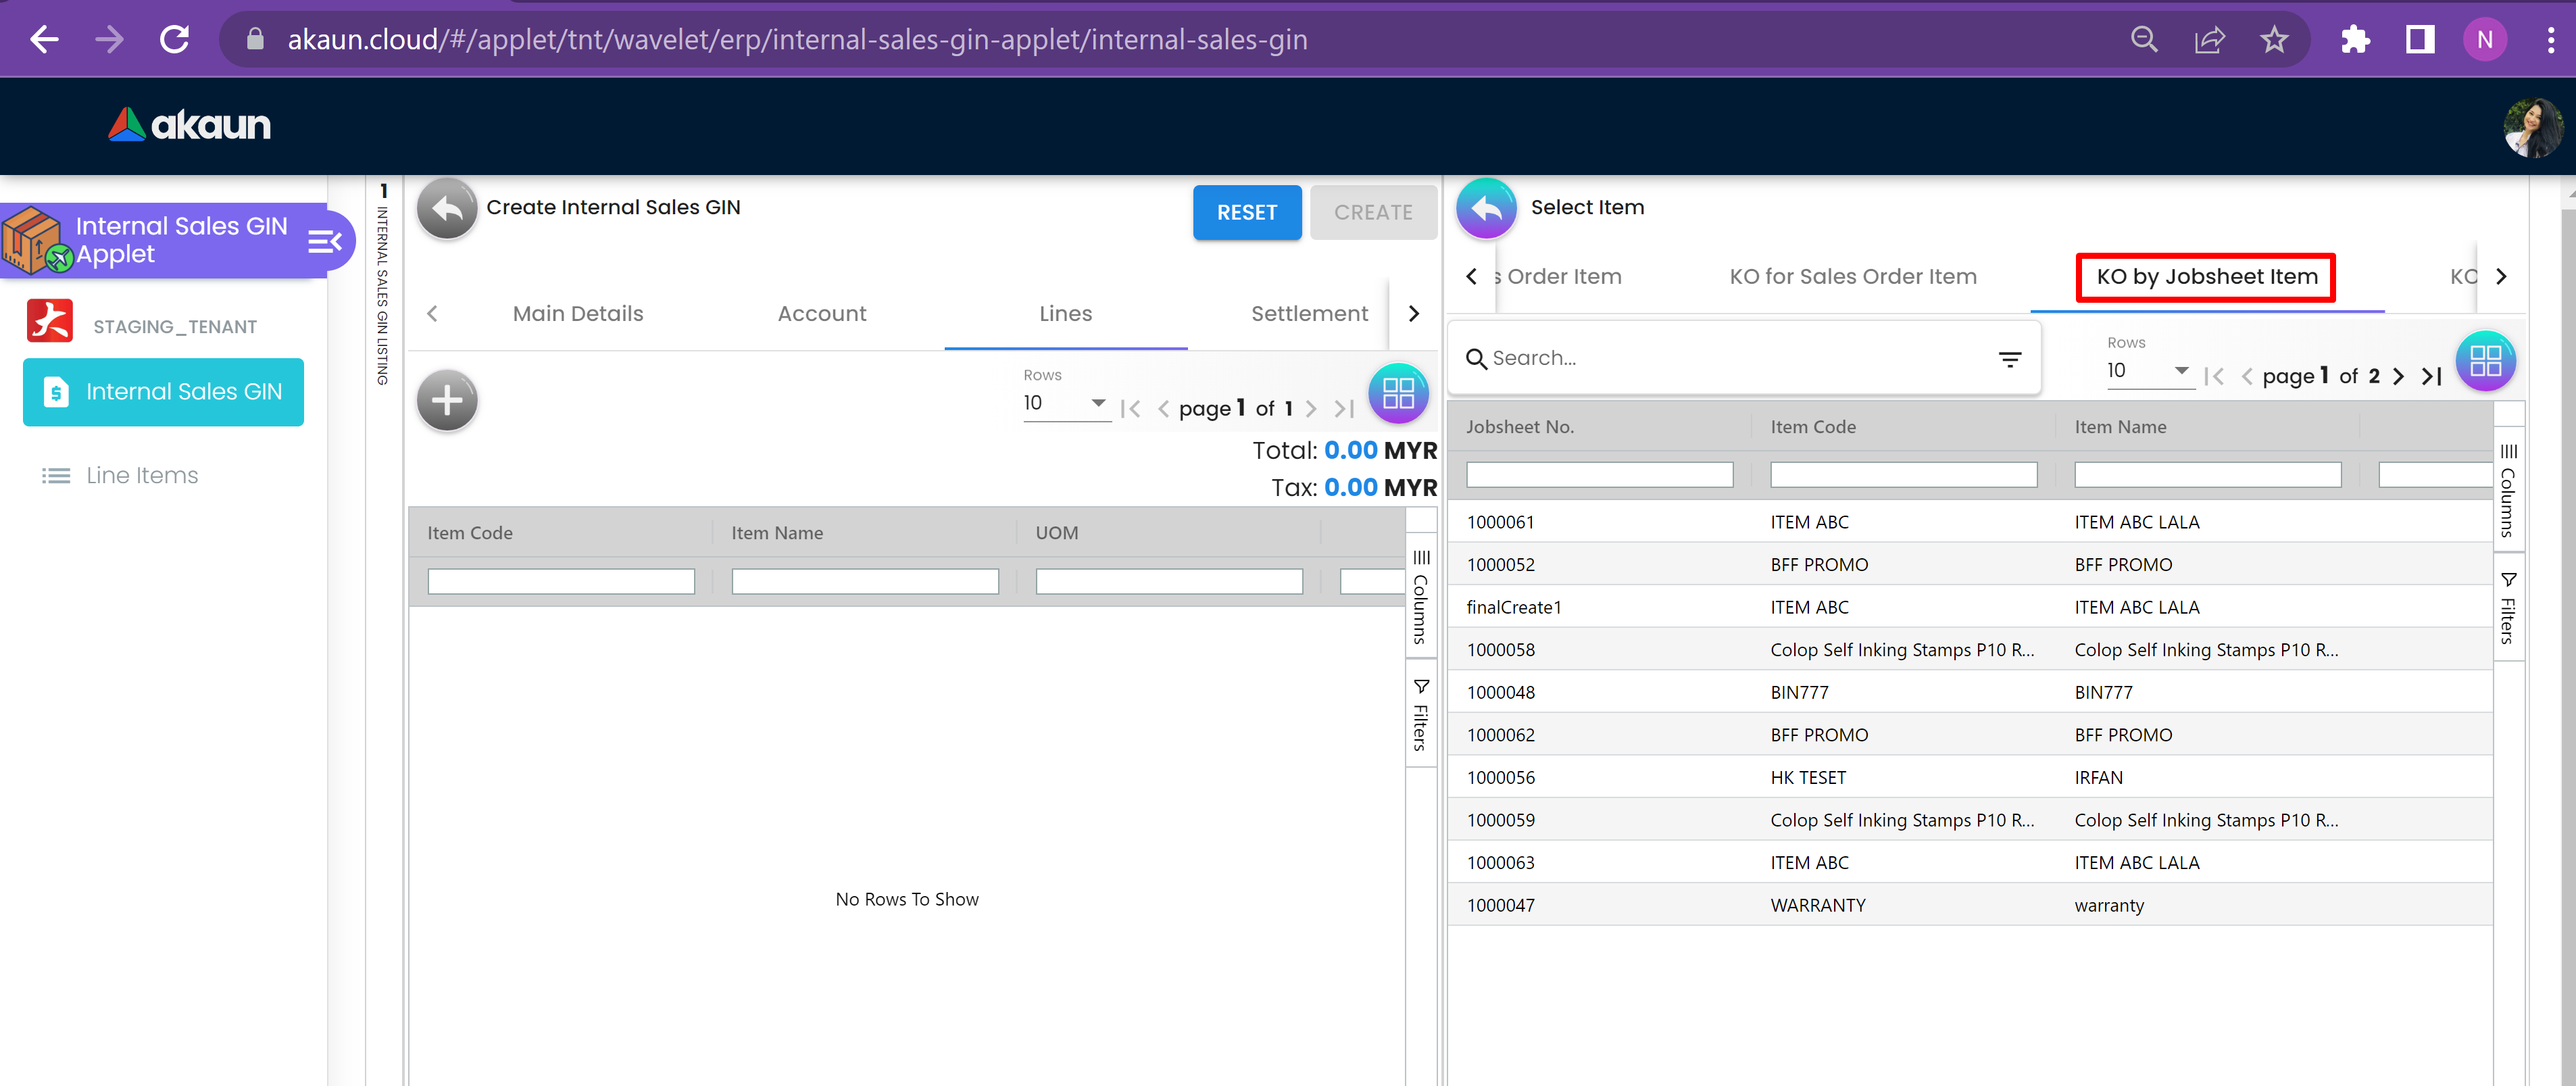 akaun.cloud/#/applet/tnt/wavelet/erp/internal-sales-gin-applet/internal-sales-gin
N
akaun
Internal Sales GIN
Applet
STAGING_TENANT
Internal Sales GIN
Line Items
1
INTERNAL SALES GIN LISTING
Create Internal Sales GIN
RESET
CREATE
Main Details
Account
Lines
Settlement
Rows
10
page 1 of 1
Total: 0.00 MYR
Tax: 0.00 MYR
Item Code
Item Name
UOM
Columns
Filters
No Rows To Show
Select Item
s Order Item
KO for Sales Order Item
KO by Jobsheet Item
KO
Search...
Rows
10
page 1 of 2
Jobsheet No. Item Code Item Name
1000061 ITEM ABC ITEM ABC LALA
1000052 BFF PROMO BFF PROMO
finalCreate1 ITEM ABC ITEM ABC LALA
1000058 Colop Self Inking Stamps P10 R... Colop Self Inking Stamps P10 R...
1000048 BIN777 BIN777
1000062 BFF PROMO BFF PROMO
1000056 HK TESET IRFAN
1000059 Colop Self Inking Stamps P10 R... Colop Self Inking Stamps P10 R...
1000063 ITEM ABC ITEM ABC LALA
1000047 WARRANTY warranty
Columns
Filters